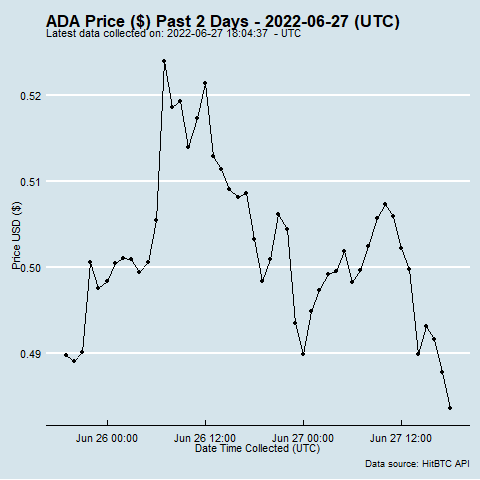 ADA Price ($) Past 2 Days - 2022-06-27 (UTC)
Latest data collected on: 2022-06-27 18:04:37  - UTC
0.52
0.51
0.50
0.49
Price USD ($)
Jun 26 00:00 Jun 26 12:00 Jun 27 00:00 Jun 27 12:00
Date Time Collected (UTC)
Data source: HitBTC API